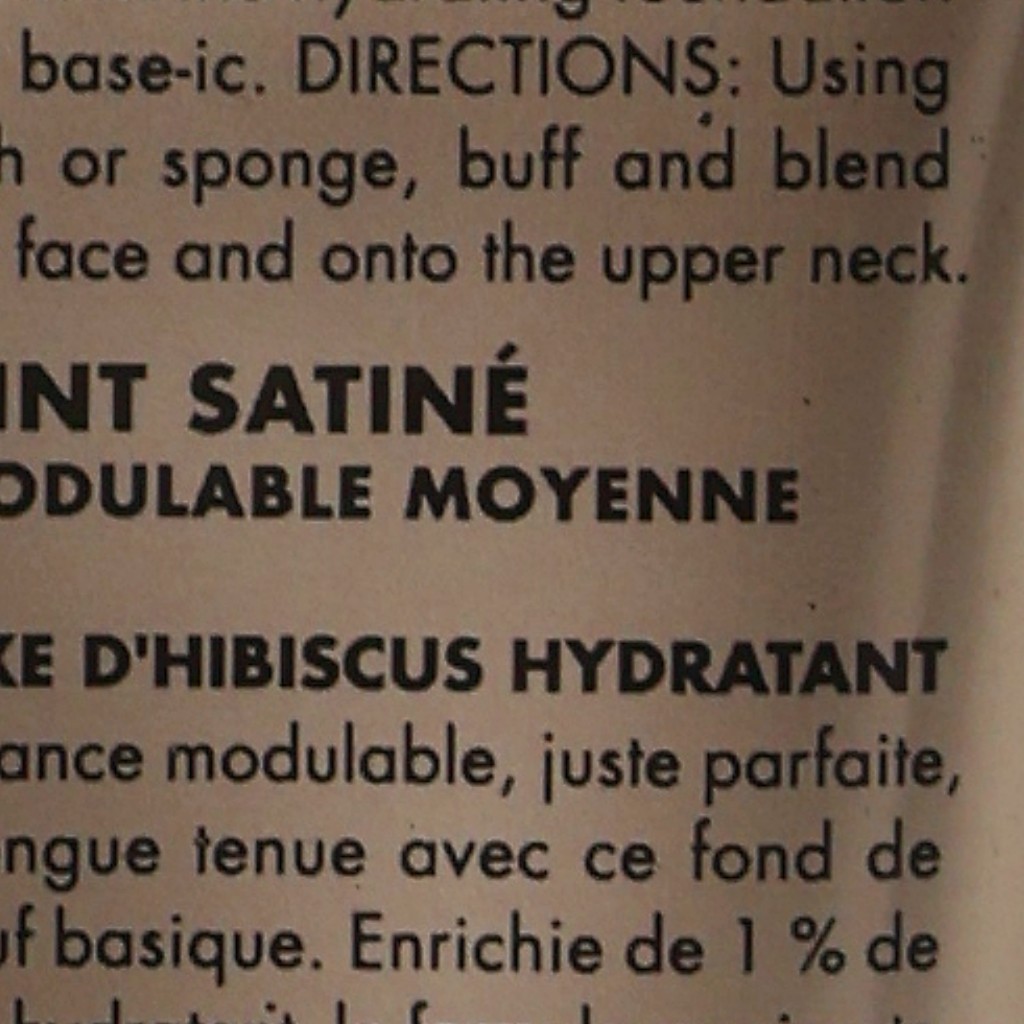 base-ic. DIRECTIONS: Using
or sponge, buff and blend
face and onto the upper neck.
SATINÉ
MOYENNE
D'HIBISCUS HYDRATANT
modulable, juste parfaite,
tenue avec ce fond de
basique. Enrichie de 1 % de